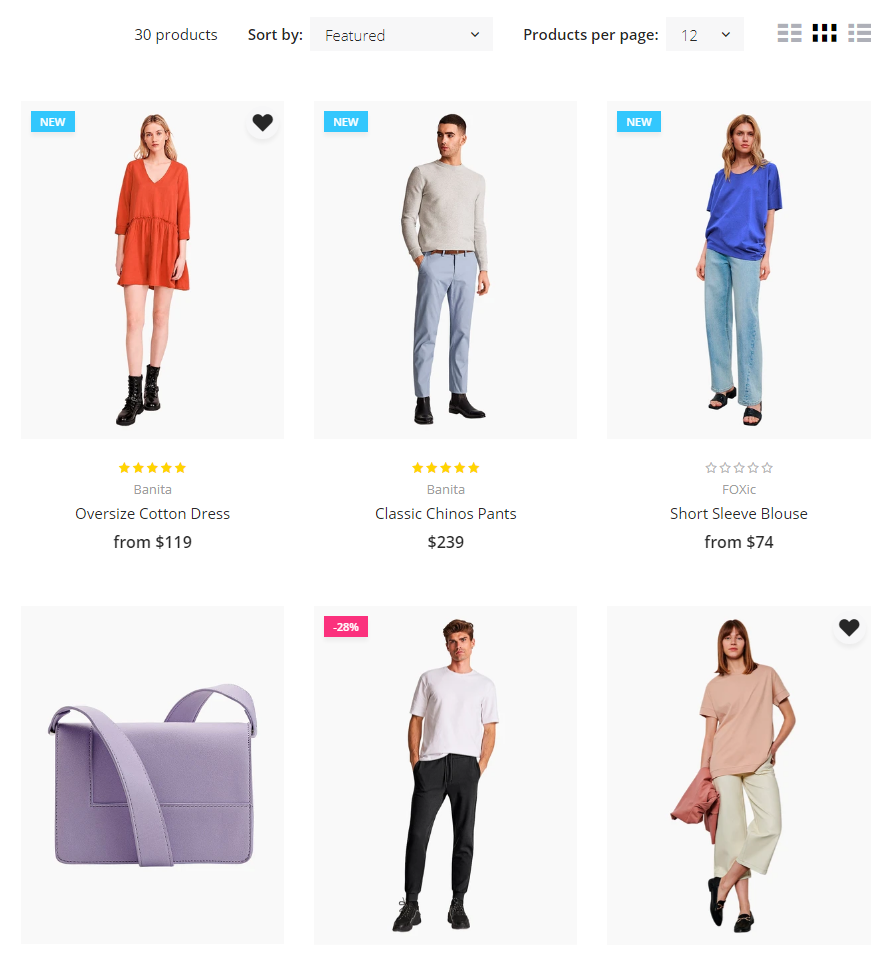 30 products Sort by: Featured Products per page: 12
NEW NEW NEW
Banita Banita FOXic
Oversize Cotton Dress Classic Chinos Pants Short Sleeve Blouse
from $119 $239 from $74
-28%